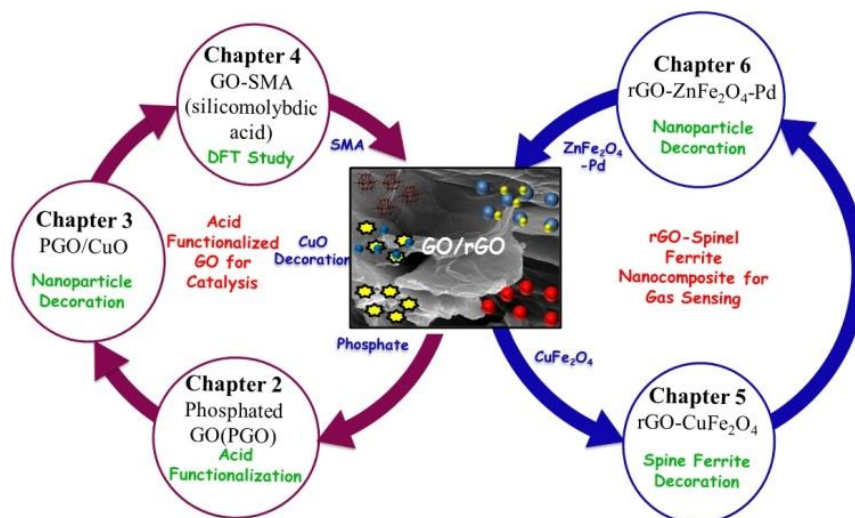 Chapter 4
GO-SMA
(silicomolybdic
acid)
DFT Study
SMA
Chapter 3
PGO/CuO
Nanoparticle
Decoration
Acid
Functionalized
GO for
Catalysis
CuO
Decoration
Phosphate
Chapter 2
Phosphated
GO(PGO)
Acid
Functionalization
GO/rGO
Chapter 6
rGO-ZnFe₂O₄-Pd
Nanoparticle
Decoration
ZnFe₂O₄
-Pd
rGO-Spinel
Ferrite
Nanocomposite for
Gas Sensing
CuFe₂O₄
Chapter 5
rGO-CuFe₂O₄
Spine Ferrite
Decoration